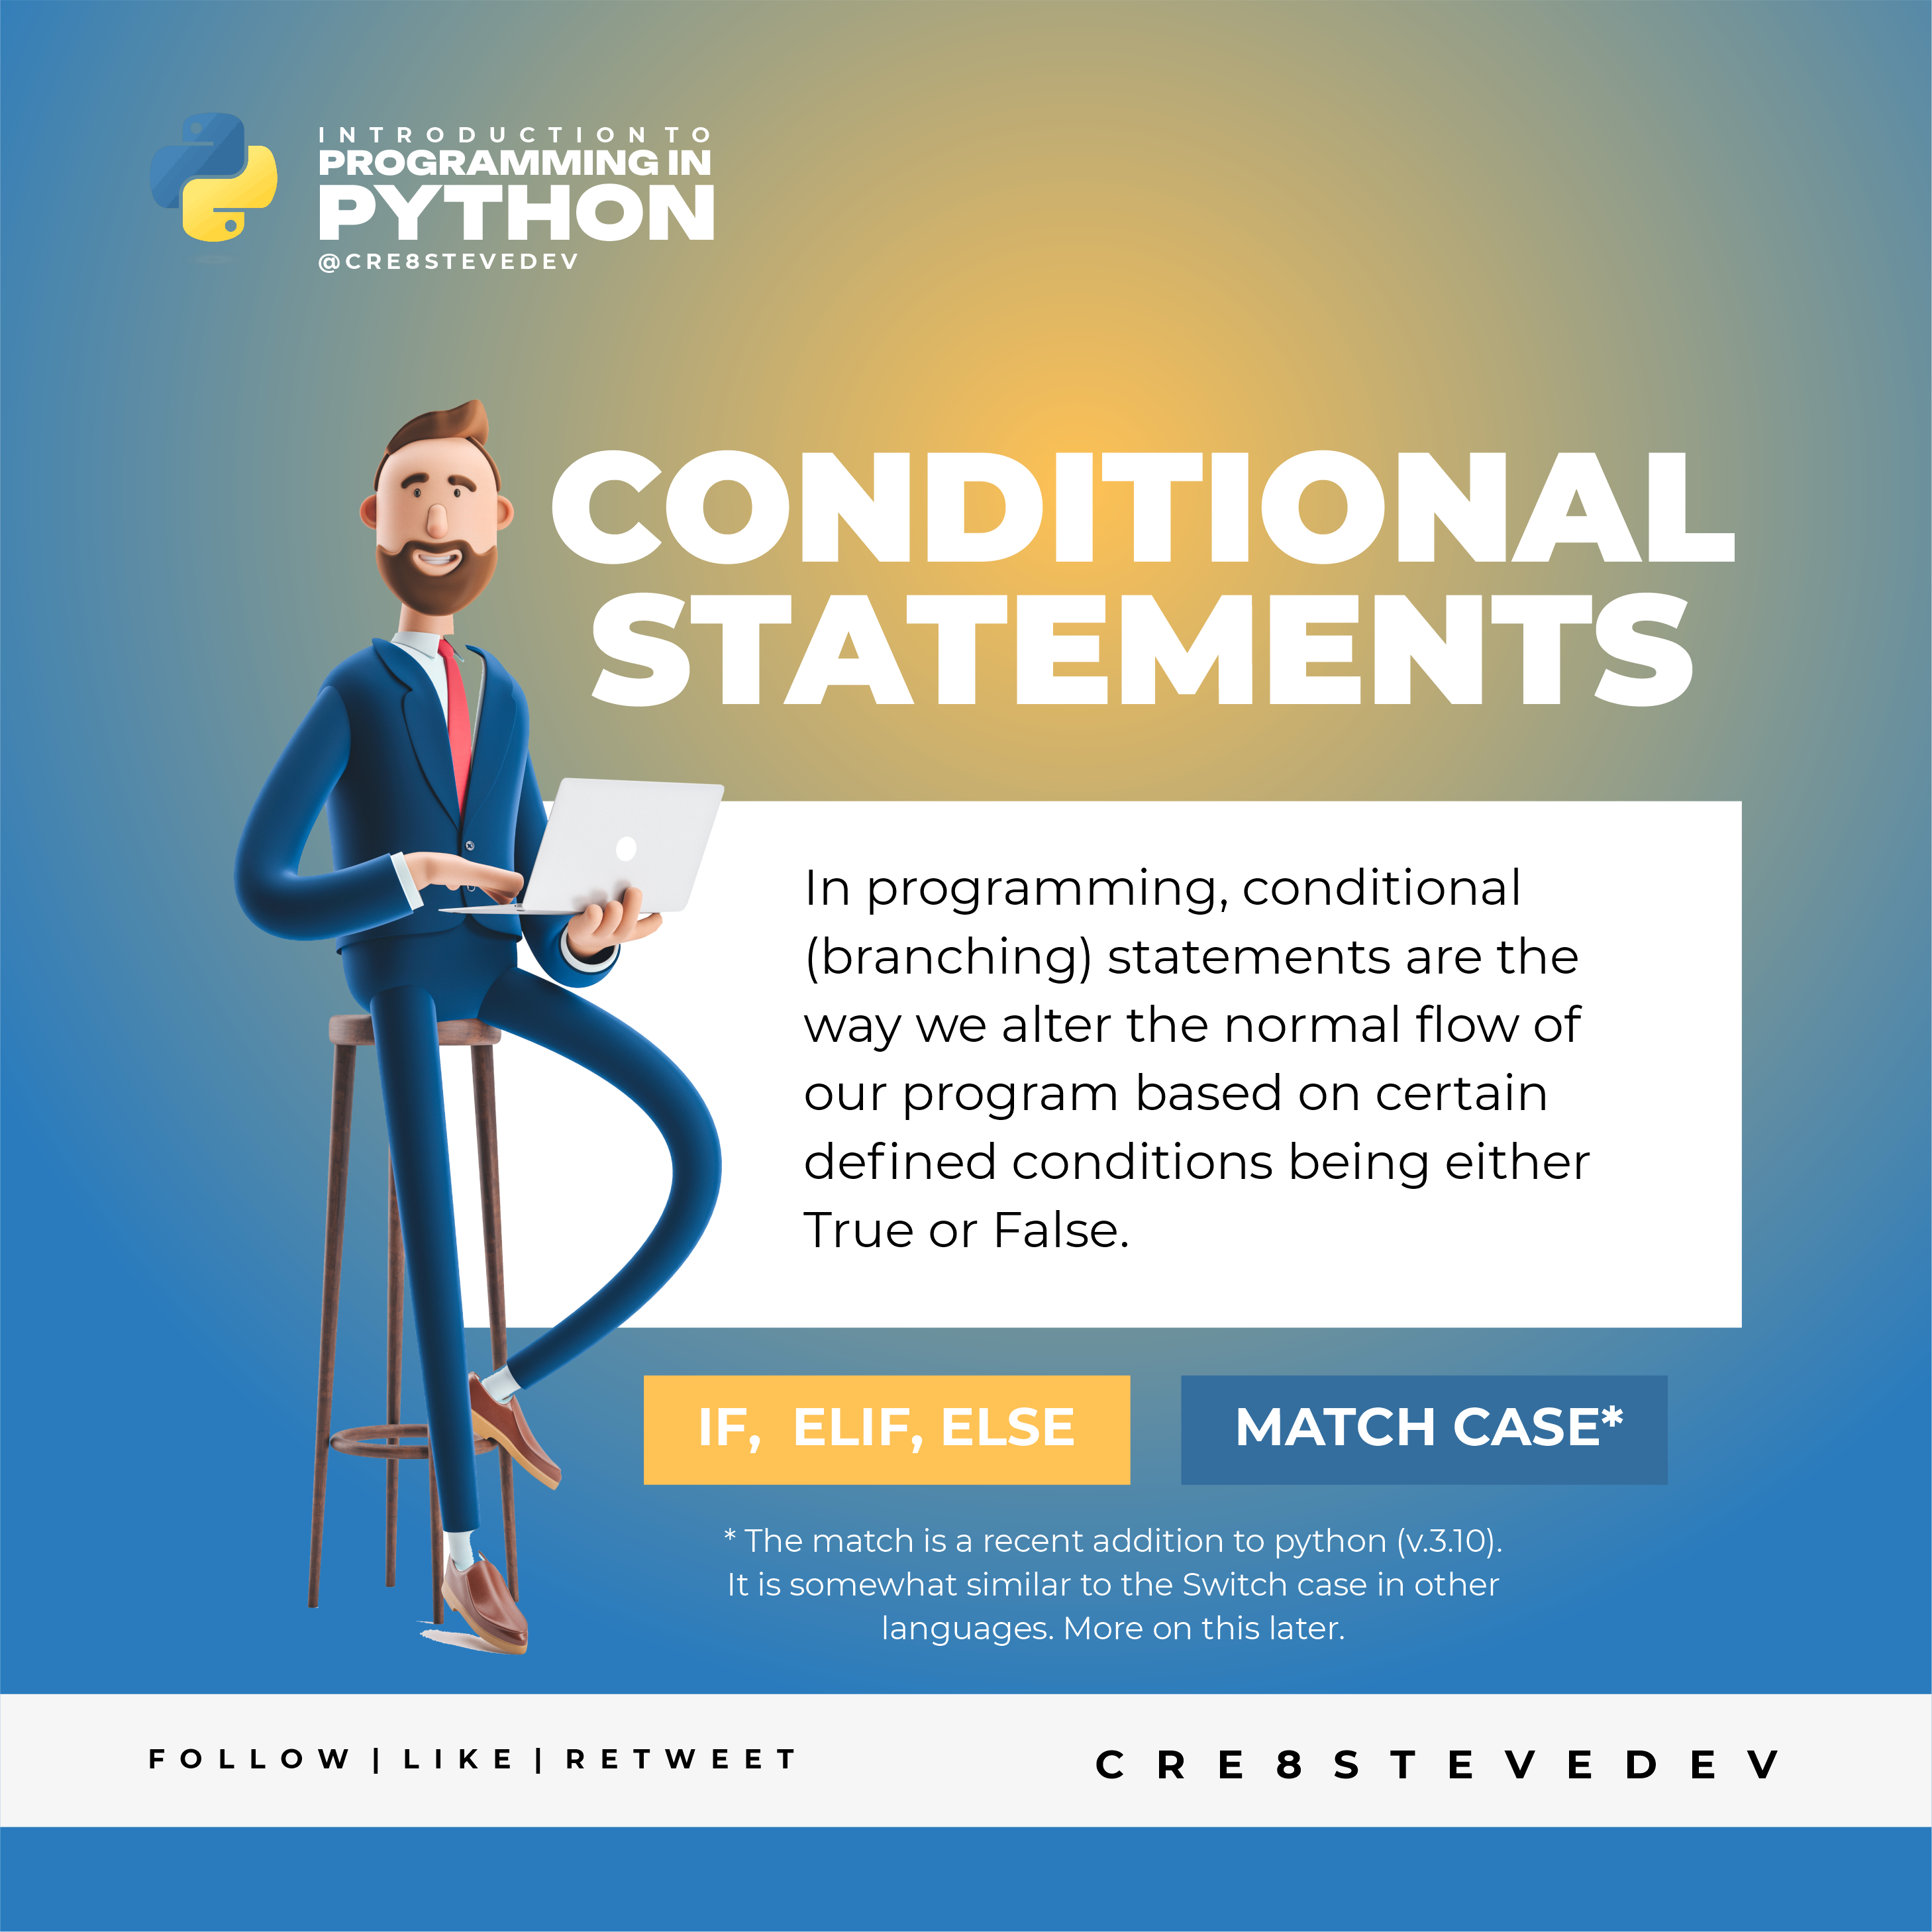 INTRODUCTION TO
PROGRAMMING IN
PYTHON
@CRE8STEVEDEV
CONDITIONAL
STATEMENTS
In programming, conditional
(branching) statements are the
way we alter the normal flow of
our program based on certain
defined conditions being either
True or False.
IF, ELIF, ELSE
MATCH CASE*
* The match is a recent addition to python (v.3.10).
It is somewhat similar to the Switch case in other
languages. More on this later.
FOLLOW | LIKE | RETWEET
CRE8STEVEDEV